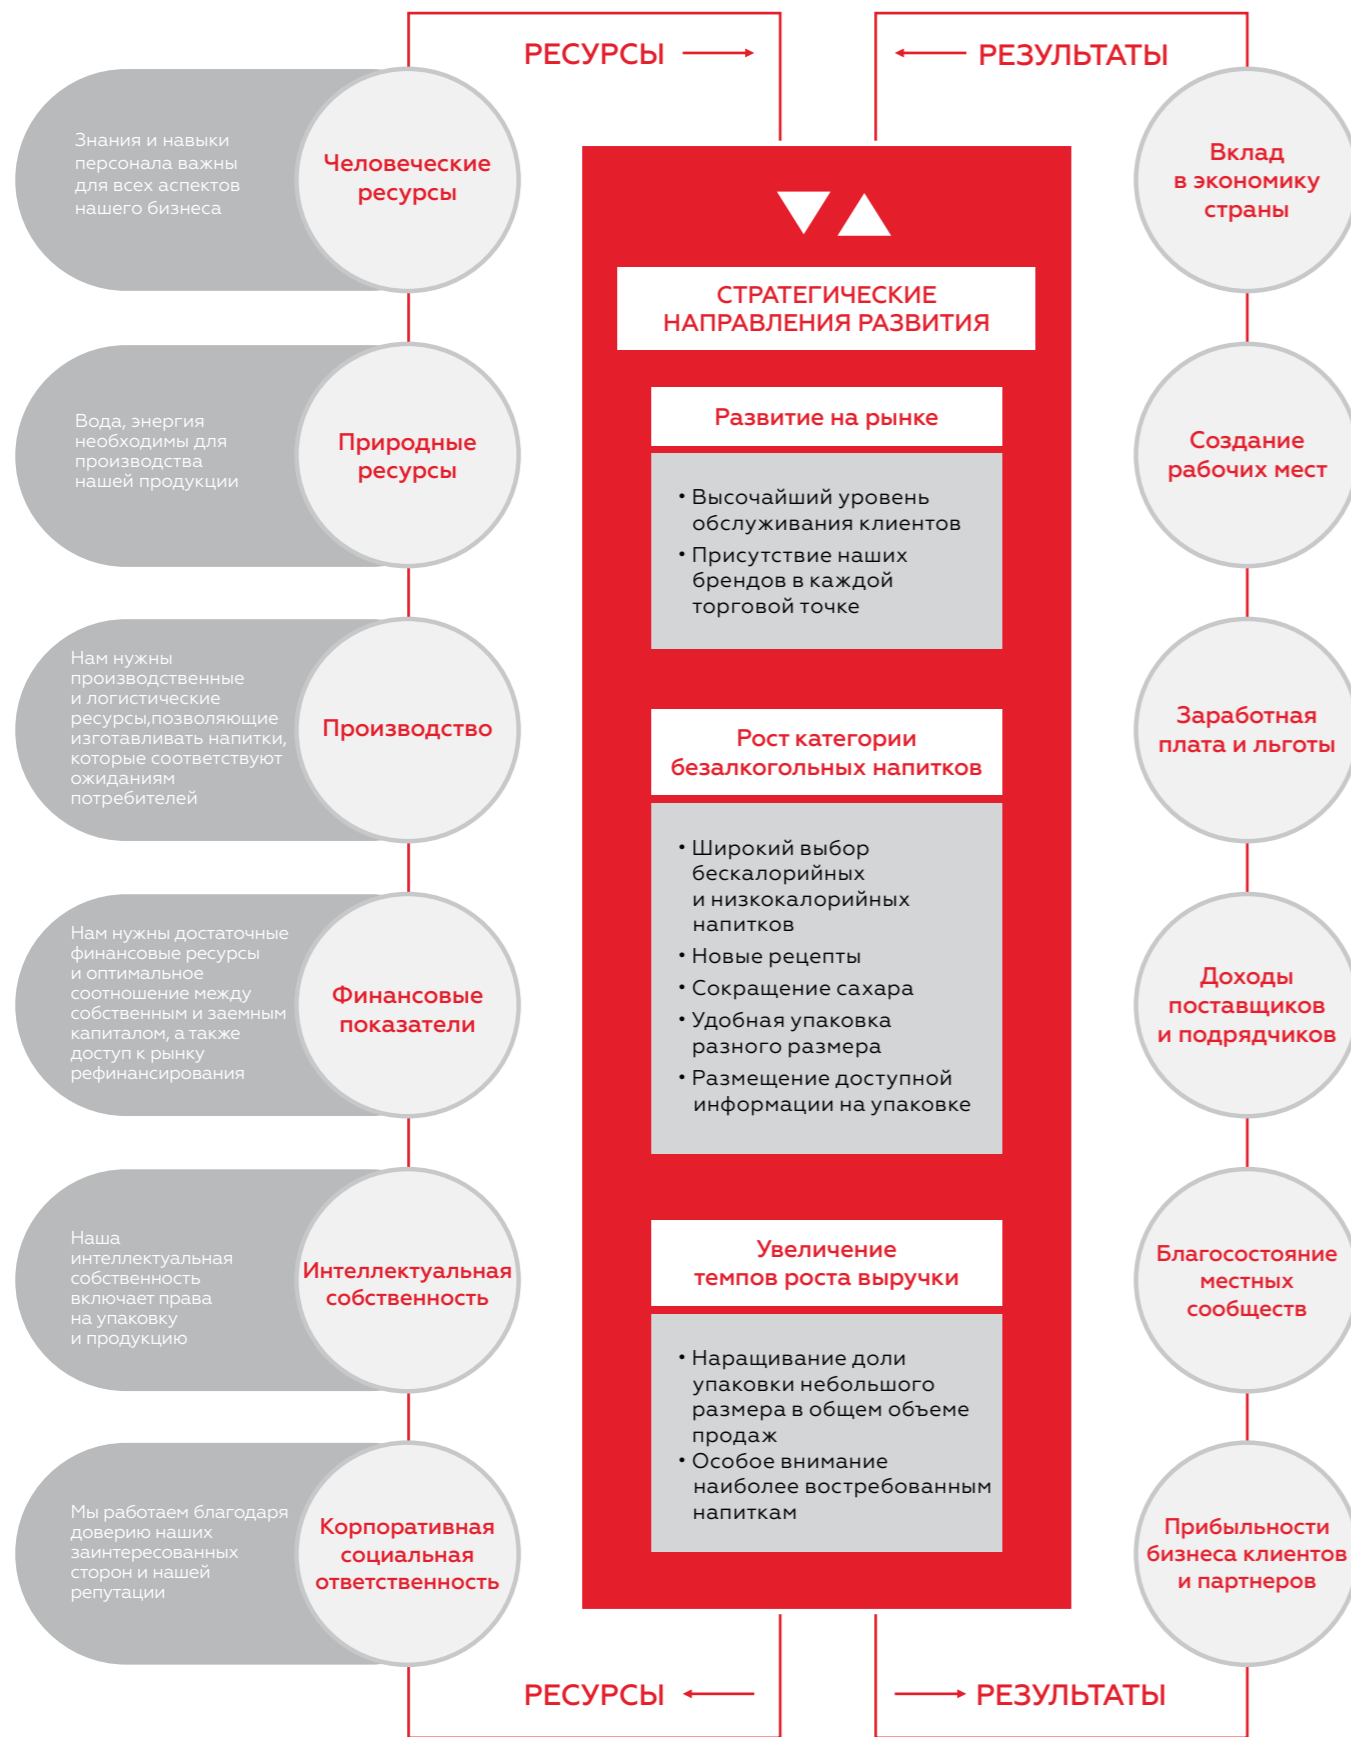 РЕСУРСЫ
РЕЗУЛЬТАТЫ
Знания и навыки
персонала важны
для всех аспектов
нашего бизнеса
Человеческие
ресурсы
Вода, энергия
необходимы для
производства
нашей продукции
Природные
ресурсы
Нам нужны
производственные
и логистические
ресурсы,позволяющие
изготавливать напитки,
которые соответствуют
ожиданиям
потребителей
Производство
Нам нужны достаточные
финансовые ресурсы
и оптимальное
соотношение между
собственным и заемным
капиталом, а также
доступ к рынку
рефинансирования
Финансовые
показатели
Наша
интеллектуальная
собственность
включает права
на упаковку
и продукцию
Интеллектуальная
собственность
Мы работаем благодаря
доверию наших
заинтересованных
сторон и нашей
репутации
Корпоративная
социальная
ответственность
СТРАТЕГИЧЕСКИЕ
НАПРАВЛЕНИЯ РАЗВИТИЯ
Развитие на рынке
• Высочайший уровень
обслуживания клиентов
• Присутствие наших
брендов в каждой
торговой точке
Рост категории
безалкогольных напитков
• Широкий выбор
бескалорийных
и низкокалорийных
напитков
• Новые рецепты
• Сокращение сахара
• Удобная упаковка
разного размера
• Размещение доступной
информации на упаковке
Увеличение
темпов роста выручки
• Наращивание доли
упаковки небольшого
размера в общем объеме
продаж
• Особое внимание
наиболее востребованным
напиткам
Вклад
в экономику
страны
Создание
рабочих мест
Заработная
плата и льготы
Доходы
поставщиков
и подрядчиков
Благосостояние
местных
сообществ
Прибыльности
бизнеса клиентов
и партнеров
РЕСУРСЫ
РЕЗУЛЬТАТЫ